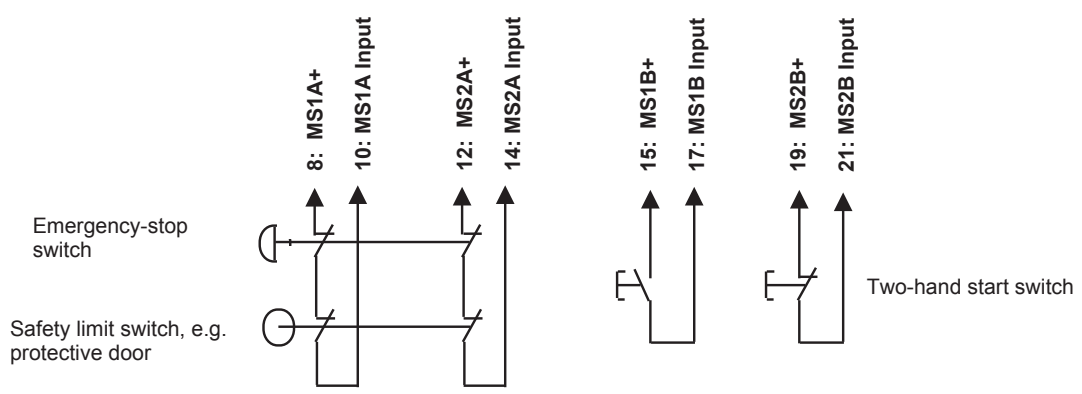 8: MS1A+
10: MS1A Input
12: MS2A+
14: MS2A Input
15: MS1B+
17: MS1B Input
19: MS2B+
21: MS2B Input
Emergency-stop
switch
Safety limit switch, e.g.
protective door
Two-hand start switch